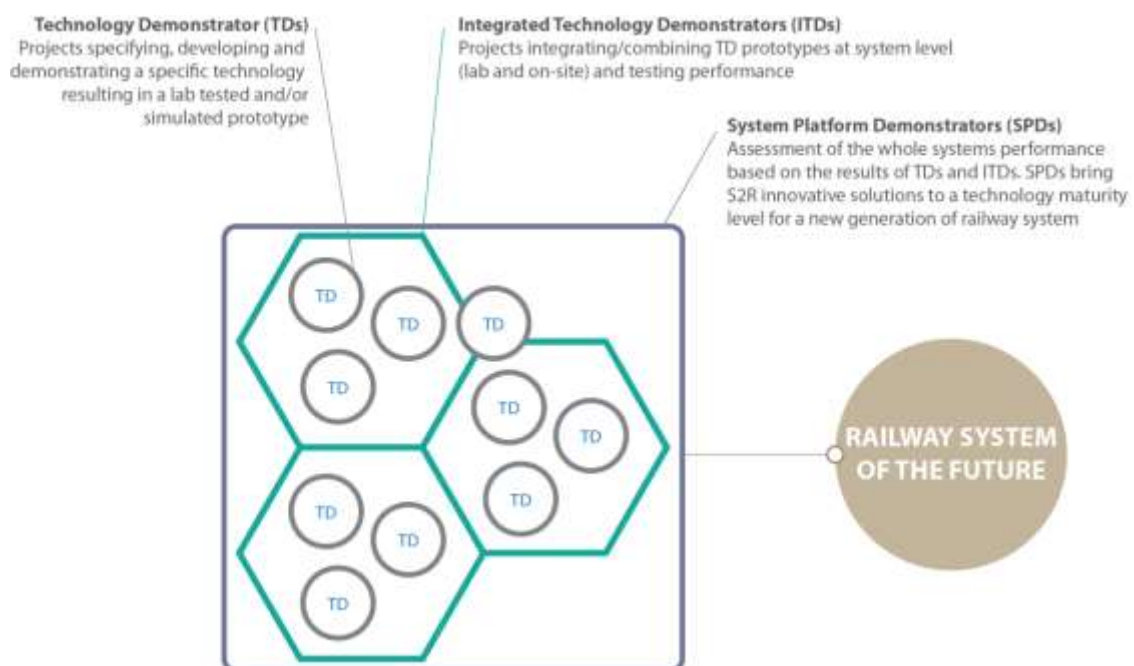 Technology Demonstrator (TDs)
Projects specifying, developing and
demonstrating a specific technology
resulting in a lab tested and/or
simulated prototype
Integrated Technology Demonstrators (ITDs)
Projects integrating/combining TD prototypes at system level
(lab and on-site) and testing performance
System Platform Demonstrators (SPDs)
Assessment of the whole systems performance
based on the results of TDs and ITDs. SPDs bring
S2R innovative solutions to a technology maturity
level for a new generation of railway system
TD
TD
TD
TD
TD
TD
TD
TD
TD
TD
RAILWAY SYSTEM
OF THE FUTURE